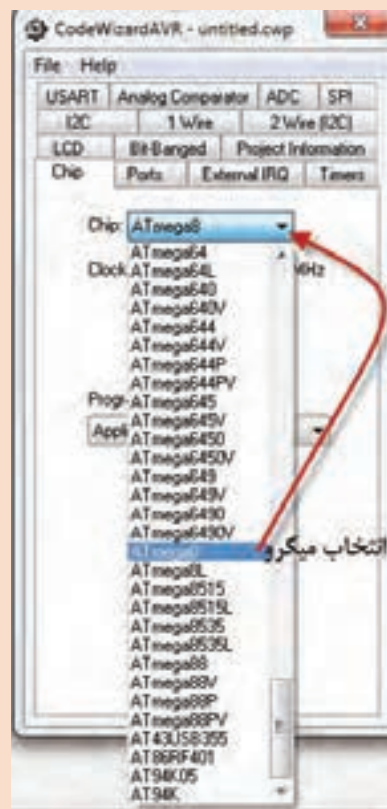 CodeWizardAVR - untitled.cwp
File Help
USART Analog Comparator ADC SPI
I2C 1 Wire 2 Wire (I2C)
LCD Bit-Banged Project Information
Chip Ports External IRQ Timers
Chip: ATmega8
ATmega64
Clock: ATmega64L MHz
ATmega640
ATmega640V
ATmega644
ATmega644V
ATmega644P
ATmega644PV
Progr ATmega645
ATmega645V
Appli ATmega6450
ATmega6450V
ATmega649
ATmega649V
ATmega6490
ATmega6490V
ATmega8 انتخاب میکرو
ATmega8L
ATmega8515
ATmega8515L
ATmega8535
ATmega8535L
ATmega88
ATmega88V
ATmega88P
ATmega88PV
AT43USB355
AT86RF401
AT94K05
AT94K